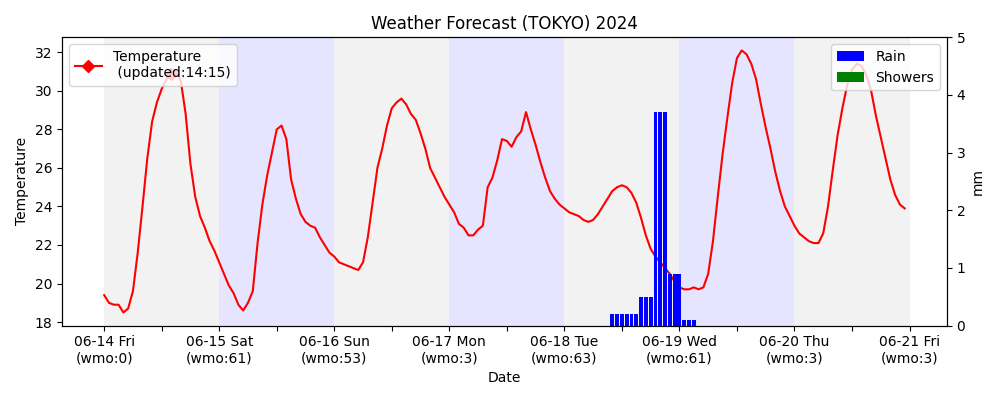 Weather Forecast (TOKYO) 2024
Temperature
(updated:14:15)
Rain
Showers
32
30
28
26
24
22
20
18
Temperature
5
4
3
2
1
0
mm
06-14 Fri
(wmo:0)
06-15 Sat
(wmo:61)
06-16 Sun
(wmo:53)
06-17 Mon
(wmo:3)
06-18 Tue
(wmo:63)
06-19 Wed
(wmo:61)
06-20 Thu
(wmo:3)
06-21 Fri
(wmo:3)
Date